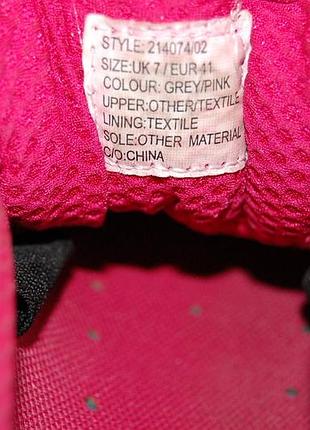 STYLE: 214074/02
SIZE:UK 7 / EUR 41
COLOUR: GREY/PINK
UPPER:OTHER/TEXTILE
LINING:TEXTILE
SOLE:OTHER MATERIAL
C/O:CHINA